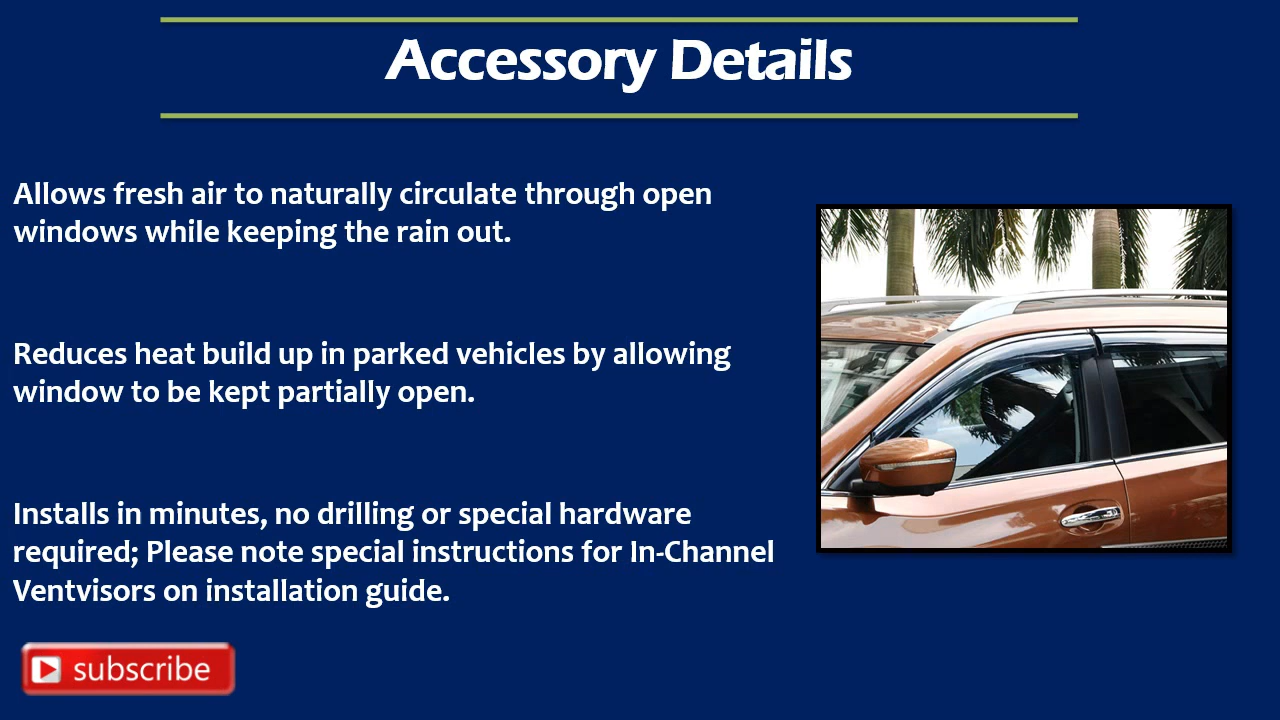 Accessory Details
Allows fresh air to naturally circulate through open
windows while keeping the rain out.
Reduces heat build up in parked vehicles by allowing
window to be kept partially open.
Installs in minutes, no drilling or special hardware
required; Please note special instructions for In-Channel
Ventvisors on installation guide.
subscribe